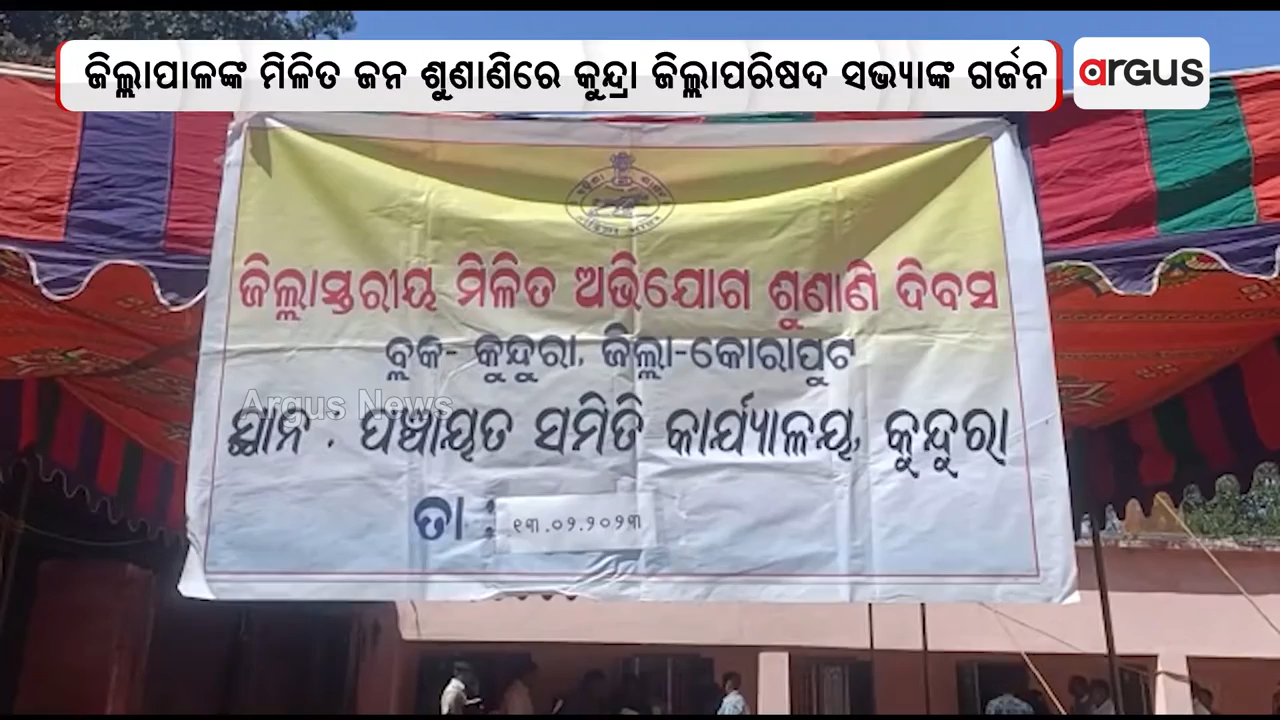 ଜିଲ୍ଲାପାଳଙ୍କ ମିଳିତ ଜନ ଶୁଣାଣିରେ କୁନ୍ଦ୍ରା ଜିଲ୍ଲାପରିଷଦ ସଭ୍ୟାଙ୍କ ଗର୍ଜନ
argus
ଜିଲ୍ଲାସ୍ତରୀୟ ମିଳିତ ଅଭିଯୋଗ ଶୁଣାଣି ଦିବସ
ବ୍ଲକ- କୁନ୍ଦୁରା, ଜିଲ୍ଲା-କୋରାପୁଟ
Argus News
ସ୍ଥାନ . ପଞ୍ଚାୟତ ସମିତି କାର୍ଯ୍ୟାଳୟ, କୁନ୍ଦୁରା
ତା : ୧୩.୦୨.୨୦୨୩